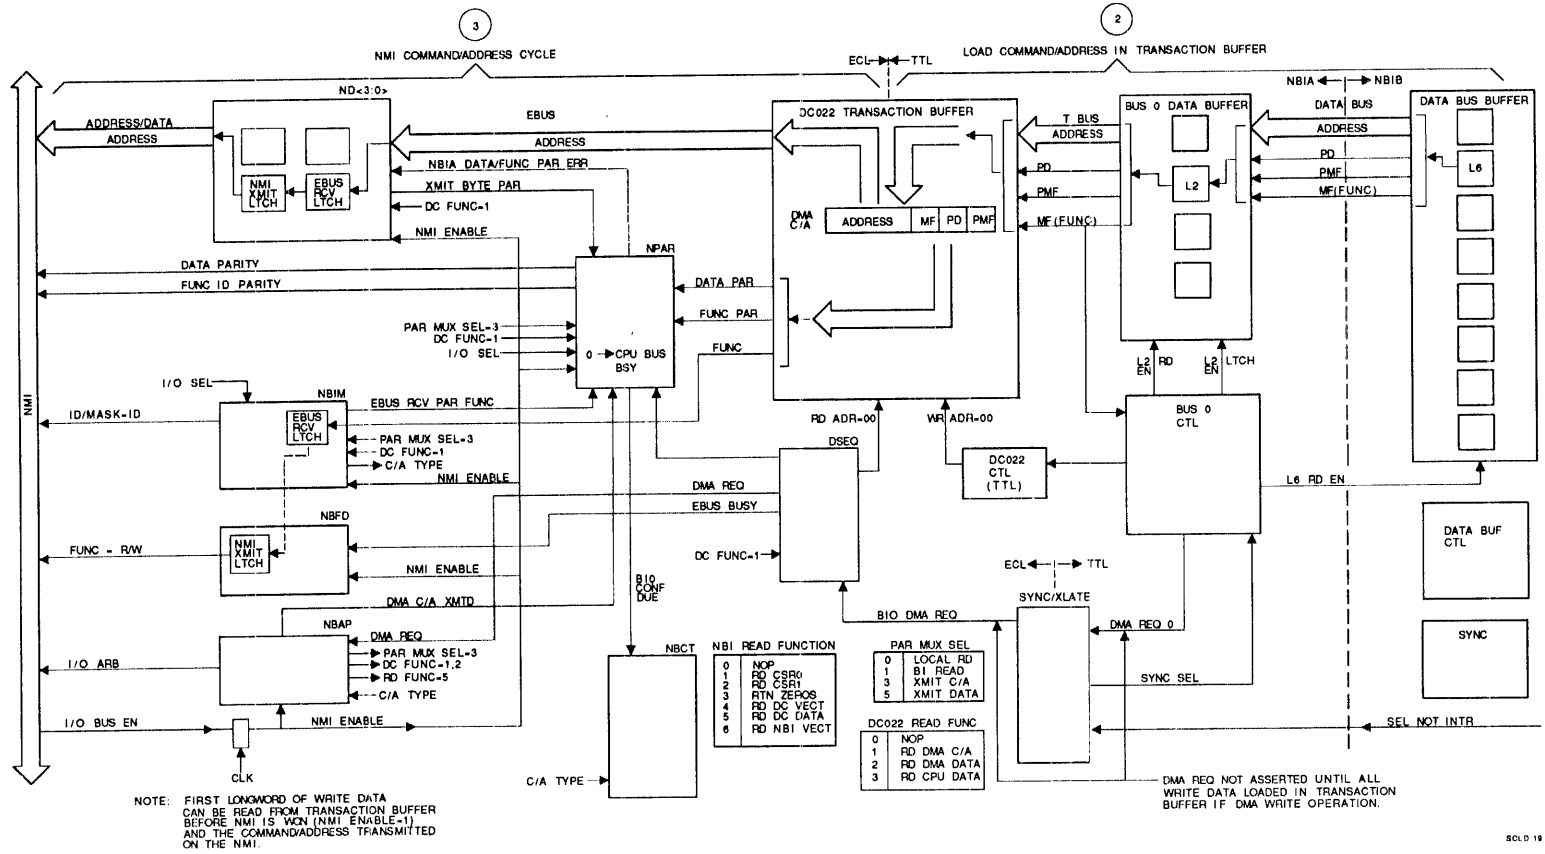 3
NMI COMMAND/ADDRESS CYCLE
2
LOAD COMMAND/ADDRESS IN TRANSACTION BUFFER
ECL
TTL
NBIA
NBIB
ND<3:0>
ADDRESS/DATA
ADDRESS
NMI XMIT LTCH
EBUS RCV LTCH
EBUS
ADDRESS
NBIA DATA/FUNC PAR ERR
XMIT BYTE PAR
DC FUNC=1
NMI ENABLE
DC022 TRANSACTION BUFFER
DMA C/A
ADDRESS
MF
PD
PMF
T BUS
ADDRESS
PD
PMF
MF(FUNC)
BUS 0 DATA BUFFER
L2
DATA BUS
ADDRESS
PD
PMF
MF(FUNC)
DATA BUS BUFFER
L6
NMI
DATA PARITY
FUNC ID PARITY
NPAR
0
CPU BUS BSY
PAR MUX SEL=3
DC FUNC=1
I/O SEL
DATA PAR
FUNC PAR
FUNC
L2 EN RD
L2 EN LTCH
I/O SEL
NBIM
ID/MASK=ID
EBUS RCV LTCH
EBUS RCV PAR FUNC
PAR MUX SEL=3
DC FUNC=1
C/A TYPE
NMI ENABLE
RD ADR=00
WR ADR=00
DSEQ
DC022 CTL (TTL)
BUS 0 CTL
L6 RD EN
DMA REQ
EBUS BUSY
DC FUNC=1
NBFD
FUNC = R/W
NMI XMIT LTCH
NMI ENABLE
DATA BUF CTL
SYNC
BIO CONF DUE
DMA C/A XMTD
NBAP
I/O ARB
DMA REQ
PAR MUX SEL=3
DC FUNC=1,2
RD FUNC=5
C/A TYPE
I/O BUS EN
NMI ENABLE
CLK
NBCT
C/A TYPE
ECL
TTL
SYNC/XLATE
BIO DMA REQ
DMA REQ 0
SYNC SEL
SEL NOT INTR
NBI READ FUNCTION
0 NOP
1 RD CSR0
2 RD CSR1
3 RTN ZEROS
4 RD DC VECT
5 RD DC DATA
6 RD NBI VECT
PAR MUX SEL
0 LOCAL RD
1 BI READ
3 XMIT C/A
5 XMIT DATA
DC022 READ FUNC
0 NOP
1 RD DMA C/A
2 RD DMA DATA
3 RD CPU DATA
DMA REQ NOT ASSERTED UNTIL ALL
WRITE DATA LOADED IN TRANSACTION
BUFFER IF DMA WRITE OPERATION.
NOTE: FIRST LONGWORD OF WRITE DATA
CAN BE READ FROM TRANSACTION BUFFER
BEFORE NMI IS WON (NMI ENABLE=1)
AND THE COMMAND/ADDRESS TRANSMITTED
ON THE NMI.
SCLD 19